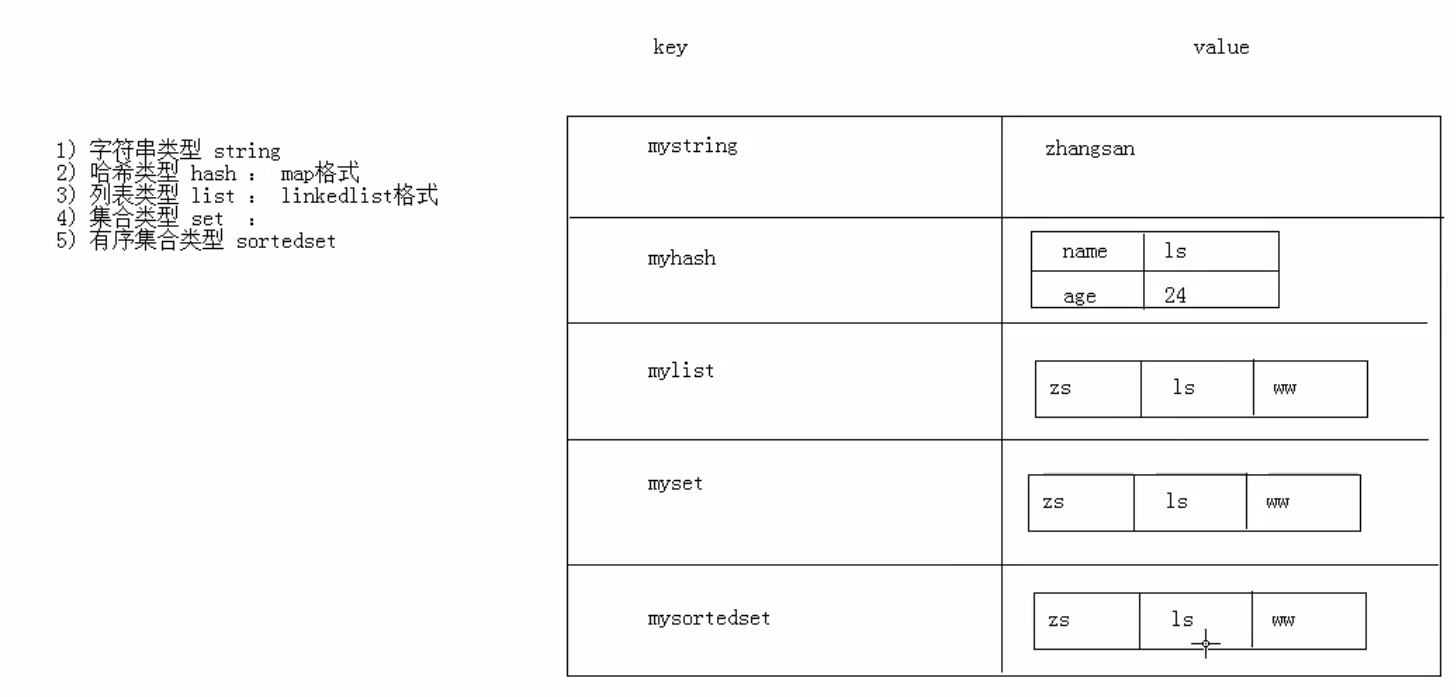 key value
1) 字符串类型 string
2) 哈希类型 hash : map格式
3) 列表类型 list : linkedlist格式
4) 集合类型 set :
5) 有序集合类型 sortedset
mystring zhangsan
myhash
name ls
age 24
mylist
zs ls ww
myset
zs ls ww
mysortedset
zs ls ww